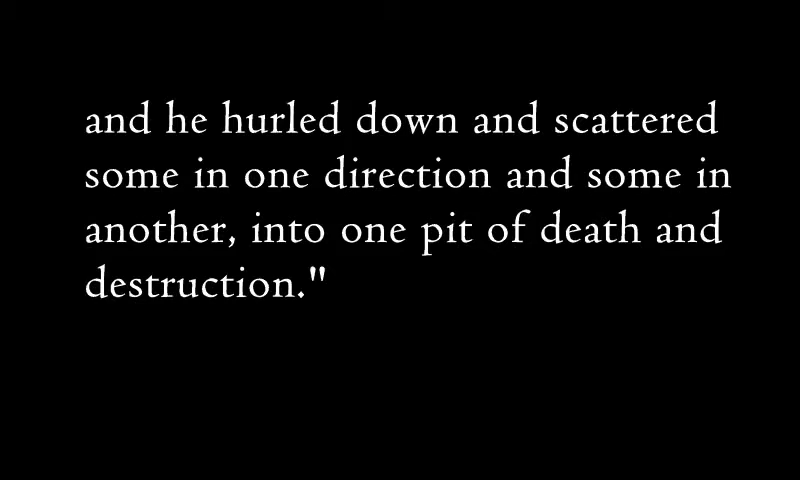 and he hurled down and scattered
some in one direction and some in
another, into one pit of death and
destruction."